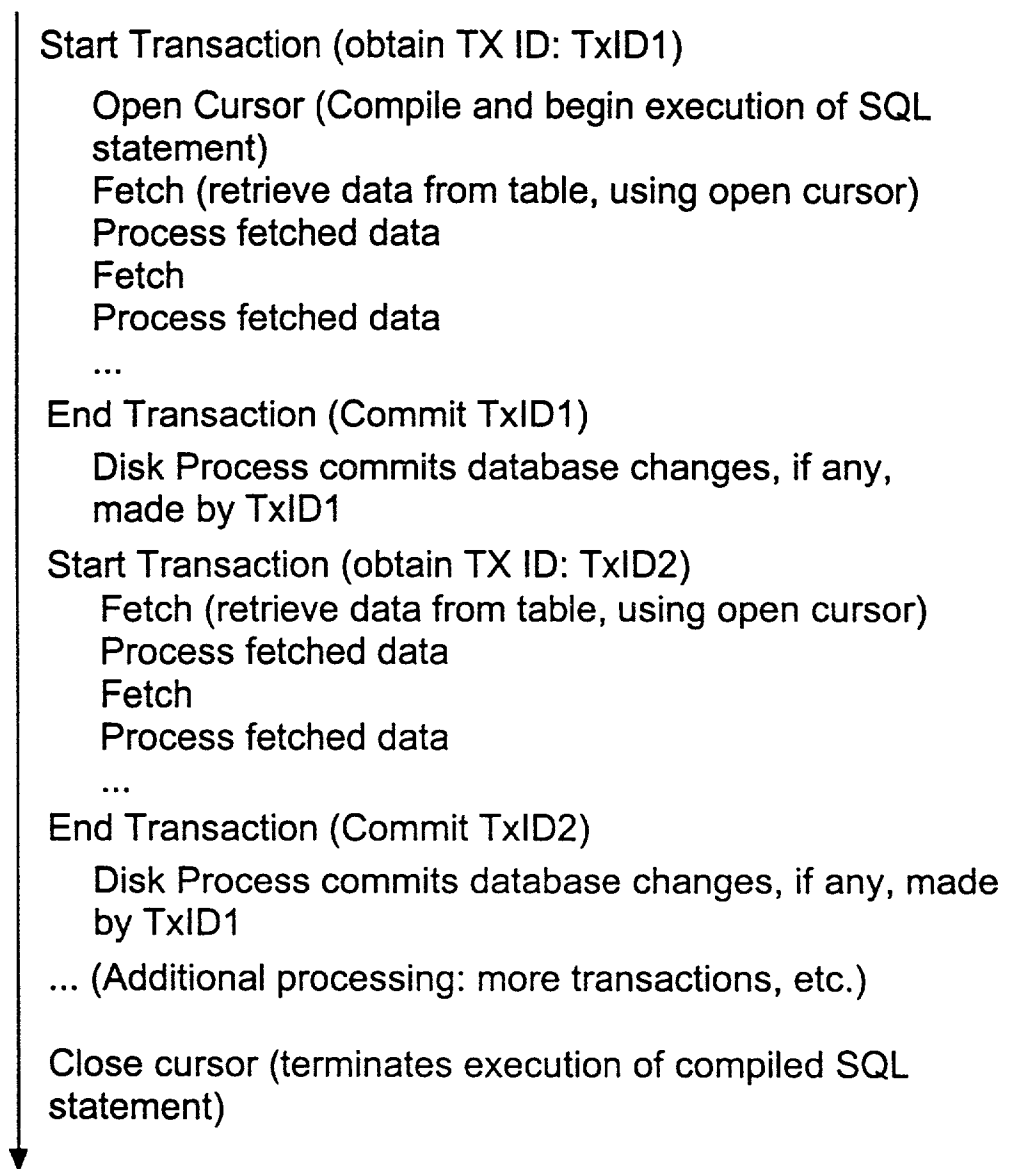 Start Transaction (obtain TX ID: TxID1)
Open Cursor (Compile and begin execution of SQL
statement)
Fetch (retrieve data from table, using open cursor)
Process fetched data
Fetch
Process fetched data
...
End Transaction (Commit TxID1)
Disk Process commits database changes, if any,
made by TxID1
Start Transaction (obtain TX ID: TxID2)
Fetch (retrieve data from table, using open cursor)
Process fetched data
Fetch
Process fetched data
...
End Transaction (Commit TxID2)
Disk Process commits database changes, if any, made
by TxID1
... (Additional processing: more transactions, etc.)
Close cursor (terminates execution of compiled SQL
statement)